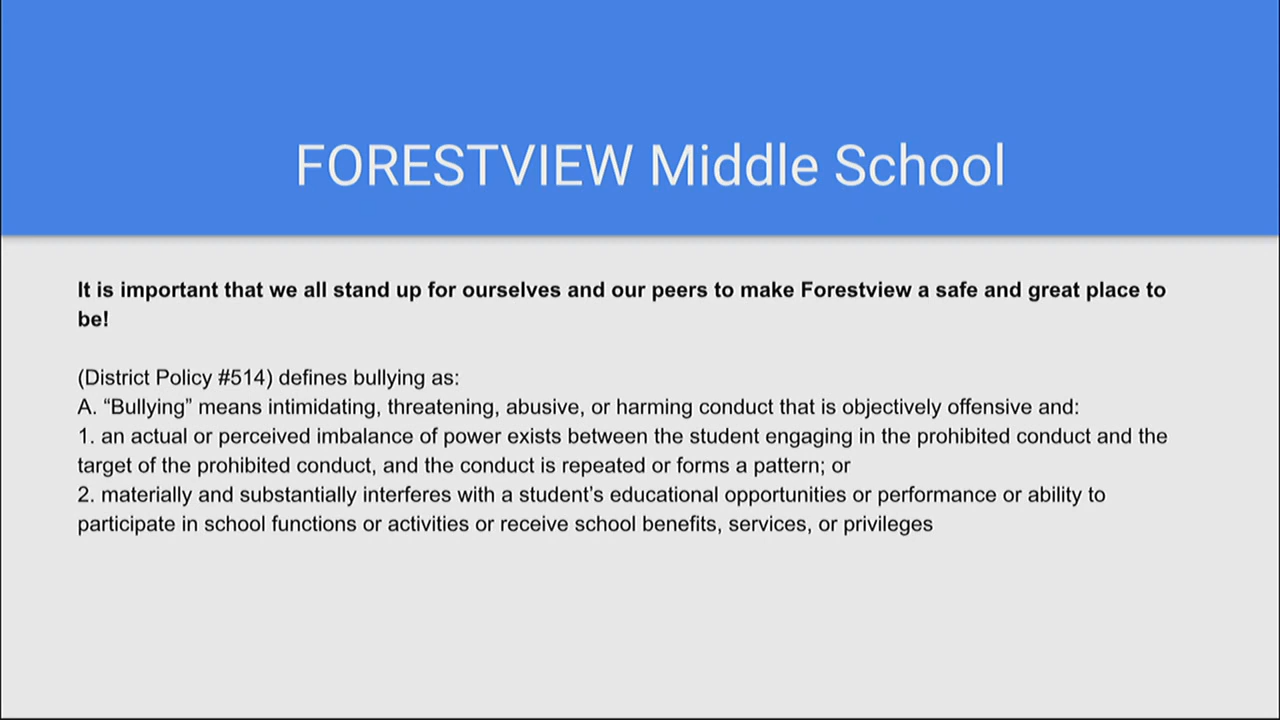 FORESTVIEW Middle School
It is important that we all stand up for ourselves and our peers to make Forestview a safe and great place to
be!
(District Policy #514) defines bullying as:
A. “Bullying” means intimidating, threatening, abusive, or harming conduct that is objectively offensive and:
1. an actual or perceived imbalance of power exists between the student engaging in the prohibited conduct and the
target of the prohibited conduct, and the conduct is repeated or forms a pattern; or
2. materially and substantially interferes with a student’s educational opportunities or performance or ability to
participate in school functions or activities or receive school benefits, services, or privileges